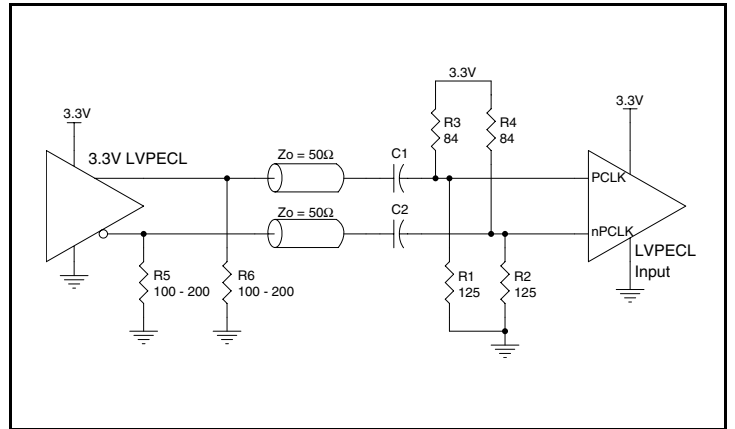 3.3V
3.3V
3.3V
3.3V LVPECL
R3
84
R4
84
Zo = 50Ω
C1
PCLK
Zo = 50Ω
C2
nPCLK
LVPECL
Input
R5
100 - 200
R6
100 - 200
R1
125
R2
125